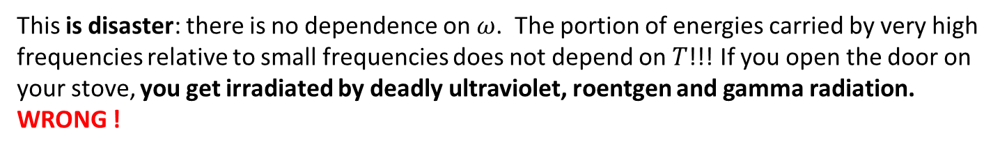 This is disaster: there is no dependence on ω. The portion of energies carried by very high
frequencies relative to small frequencies does not depend on T!!! If you open the door on
your stove, you get irradiated by deadly ultraviolet, roentgen and gamma radiation.
WRONG !